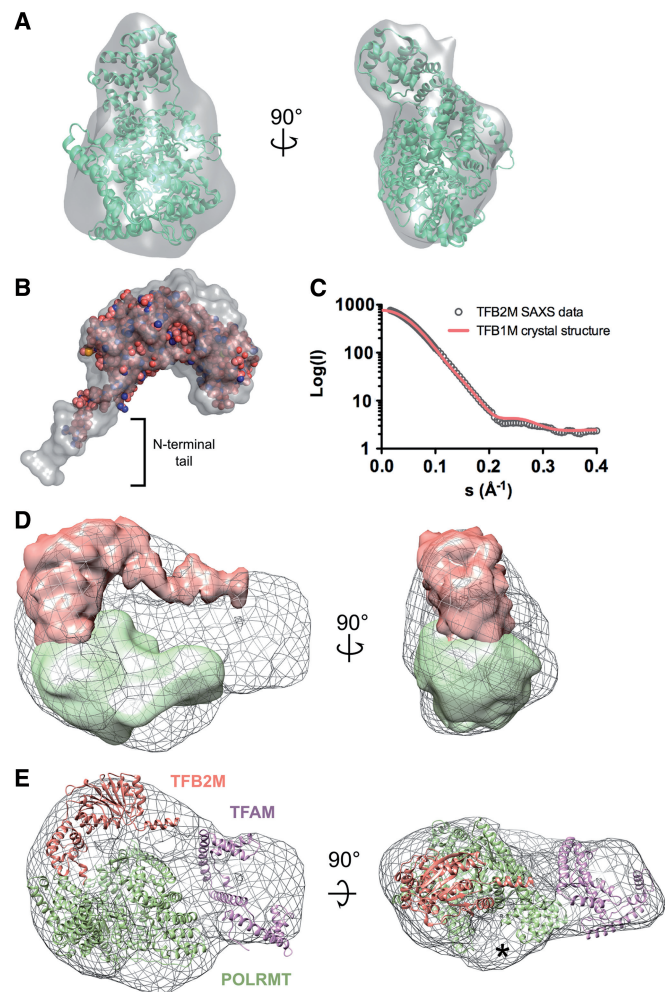 A
90°
B
N-terminal
tail
C
Log(I)
1000
100
10
1
0.0
0.1
0.2
0.3
0.4
s (Å⁻¹)
TFB2M SAXS data
TFB1M crystal structure
D
90°
E
TFB2M
TFAM
POLRMT
90°
*